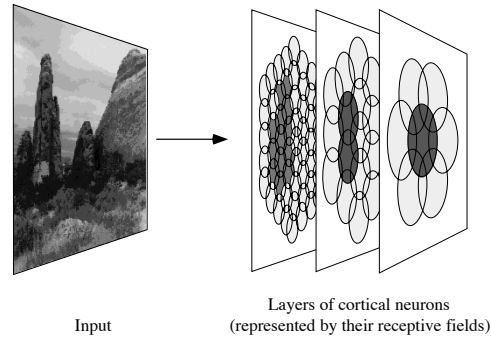 Input
Layers of cortical neurons
(represented by their receptive fields)